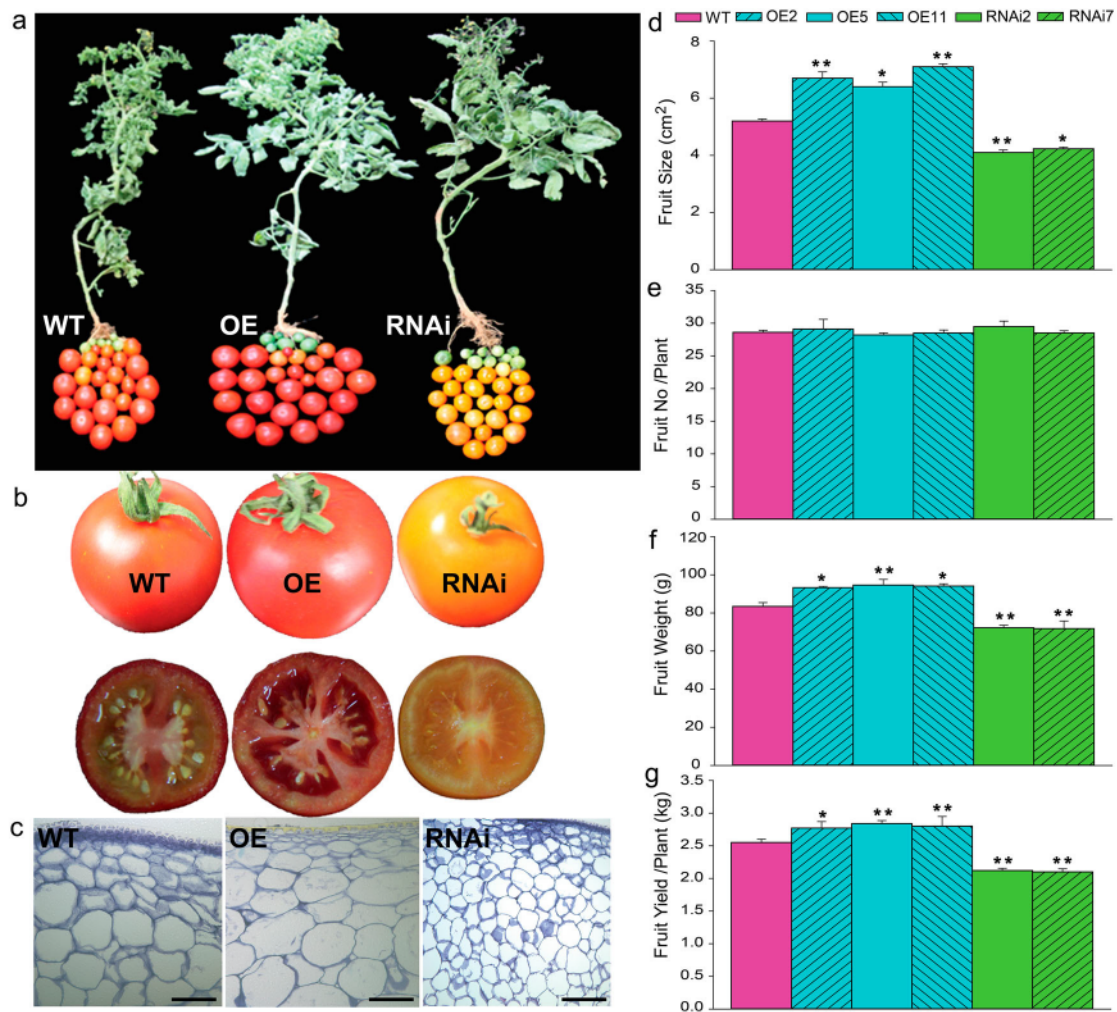 a
WT
OE
RNAi
b
WT
OE
RNAi
c
WT
OE
RNAi
WT OE2 OE5 OE11 RNAi2 RNAi7
d
Fruit Size (cm²)
8
6
4
2
0
**
*
**
**
*
e
Fruit No /Plant
35
30
25
20
15
10
5
0
f
Fruit Weight (g)
120
100
80
60
40
20
0
*
**
*
**
**
g
Fruit Yield /Plant (kg)
3.5
3.0
2.5
2.0
1.5
1.0
0.5
0.0
*
**
**
**
**